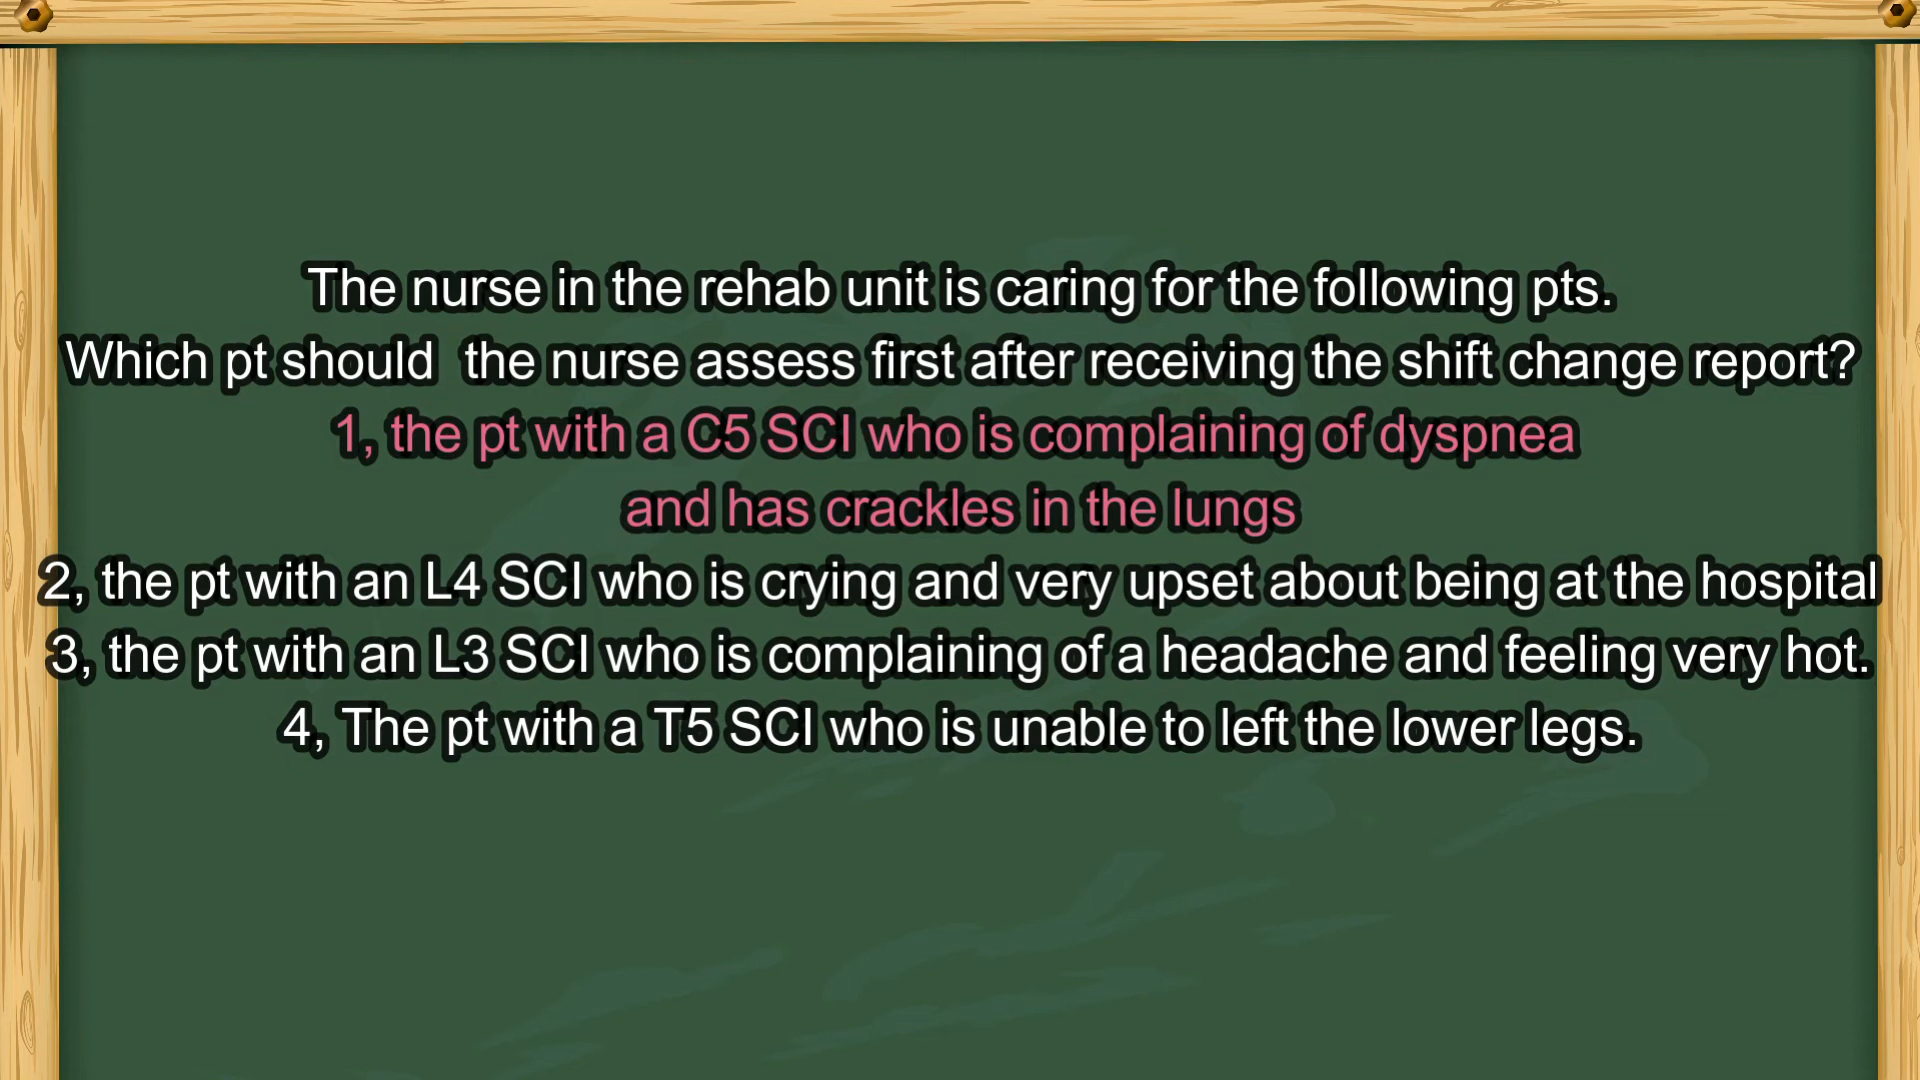 The nurse in the rehab unit is caring for the following pts.
Which pt should  the nurse assess first after receiving the shift change report?
1, the pt with a C5 SCI who is complaining of dyspnea
and has crackles in the lungs
2, the pt with an L4 SCI who is crying and very upset about being at the hospital
3, the pt with an L3 SCI who is complaining of a headache and feeling very hot.
4, The pt with a T5 SCI who is unable to left the lower legs.